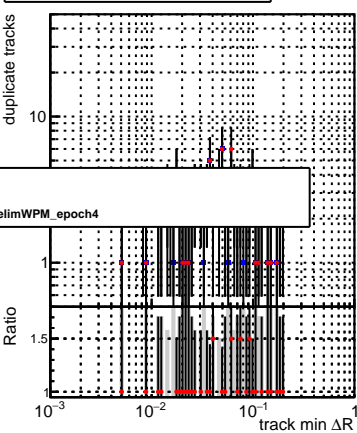 duplicate tracks
10
elimWPM_epoch4
1
Ratio
1.5
1
10⁻³
10⁻²
10⁻¹
1
track min ΔR